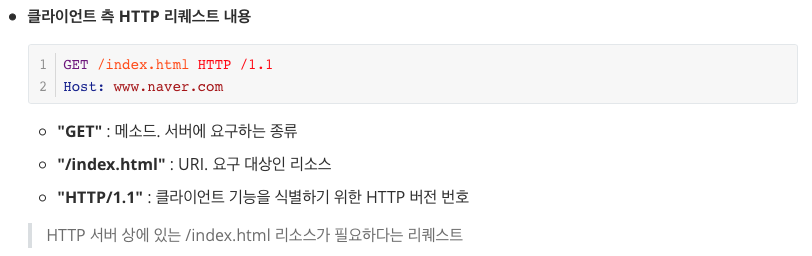 클라이언트 측 HTTP 리퀘스트 내용
1 GET /index.html HTTP /1.1
2 Host: www.naver.com
"GET" : 메소드. 서버에 요구하는 종류
"/index.html" : URI. 요구 대상인 리소스
"HTTP/1.1" : 클라이언트 기능을 식별하기 위한 HTTP 버전 번호
HTTP 서버 상에 있는 /index.html 리소스가 필요하다는 리퀘스트